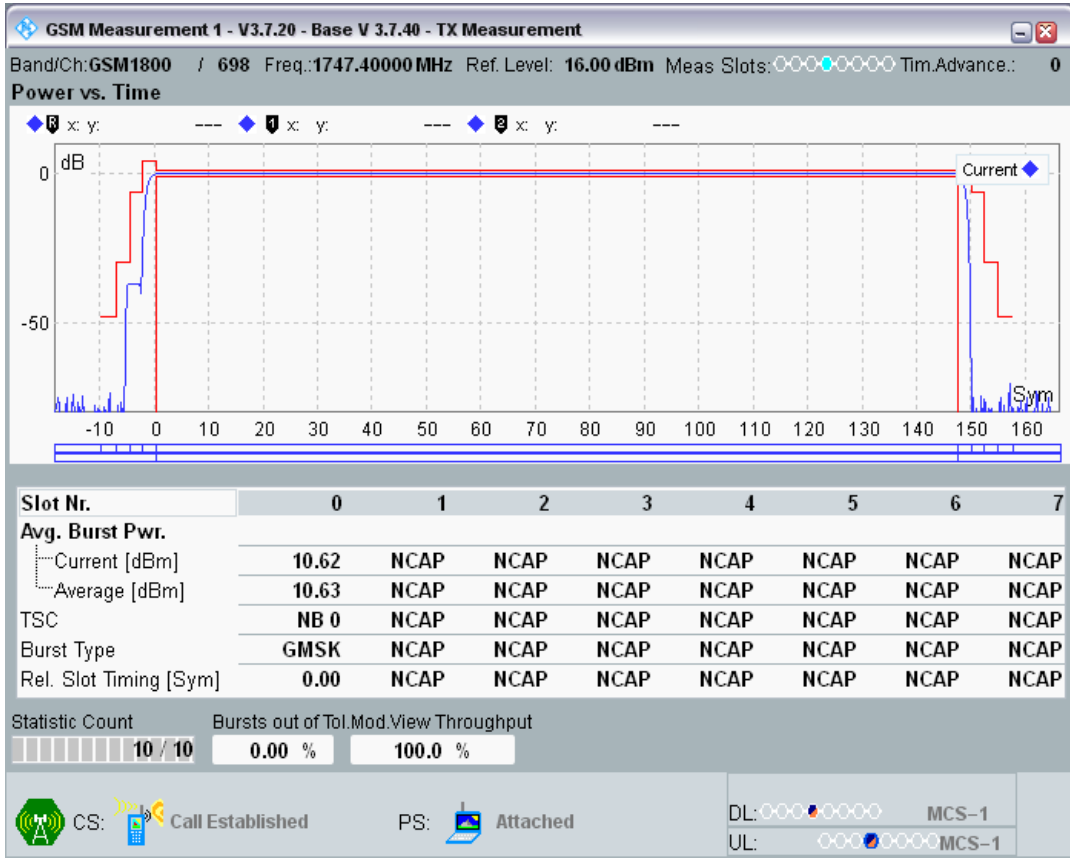 GSM Measurement 1 - V3.7.20 - Base V 3.7.40 - TX Measurement
Band/Ch:GSM1800 / 698 Freq.:1747.40000 MHz Ref. Level: 16.00 dBm Meas Slots: Tim.Advance.: 0
Power vs. Time
R x: y: --- 1 x: y: --- 2 x: y: ---
dB
Current
0
-50
Sym
-10 0 10 20 30 40 50 60 70 80 90 100 110 120 130 140 150 160
Slot Nr. 0 1 2 3 4 5 6 7
Avg. Burst Pwr.
Current [dBm] 10.62 NCAP NCAP NCAP NCAP NCAP NCAP NCAP
Average [dBm] 10.63 NCAP NCAP NCAP NCAP NCAP NCAP NCAP
TSC NB 0 NCAP NCAP NCAP NCAP NCAP NCAP NCAP
Burst Type GMSK NCAP NCAP NCAP NCAP NCAP NCAP NCAP
Rel. Slot Timing [Sym] 0.00 NCAP NCAP NCAP NCAP NCAP NCAP NCAP
Statistic Count Bursts out of Tol.Mod.View Throughput
10 / 10 0.00 % 100.0 %
CS: Call Established PS: Attached
DL: MCS-1
UL: MCS-1